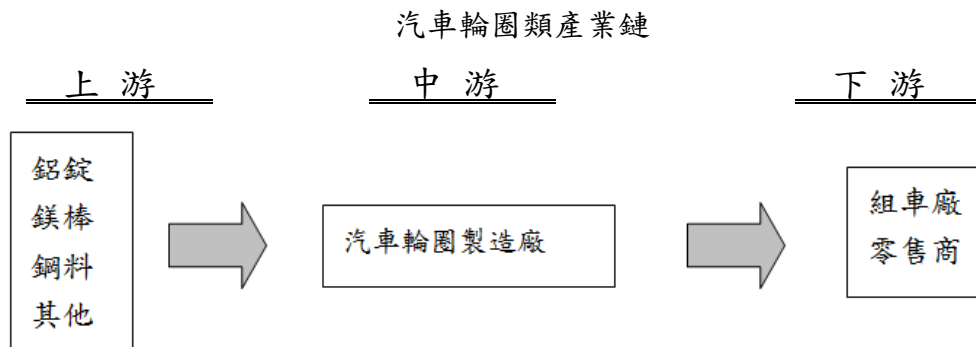 汽車輪圈類產業鏈
上 游 中 游 下 游
鋁錠
鎂棒
鋼料
其他
汽車輪圈製造廠
組車廠
零售商